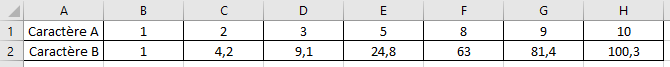 A B C D E F G H
1 Caractère A 1 2 3 5 8 9 10
2 Caractère B 1 4,2 9,1 24,8 63 81,4 100,3